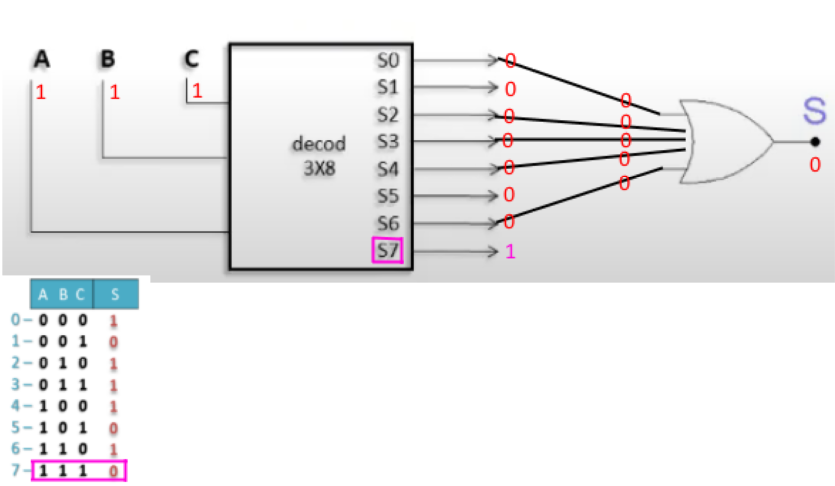 A B C
1 1 1
decod
3X8
S0 0 0
S1 0
S2 0 0
S3 0 0
S4 0 0
S5 0
S6 0 0
S7 1
S
0
A B C S
0- 0 0 0 1
1- 0 0 1 0
2- 0 1 0 1
3- 0 1 1 1
4- 1 0 0 1
5- 1 0 1 0
6- 1 1 0 1
7- 1 1 1 0